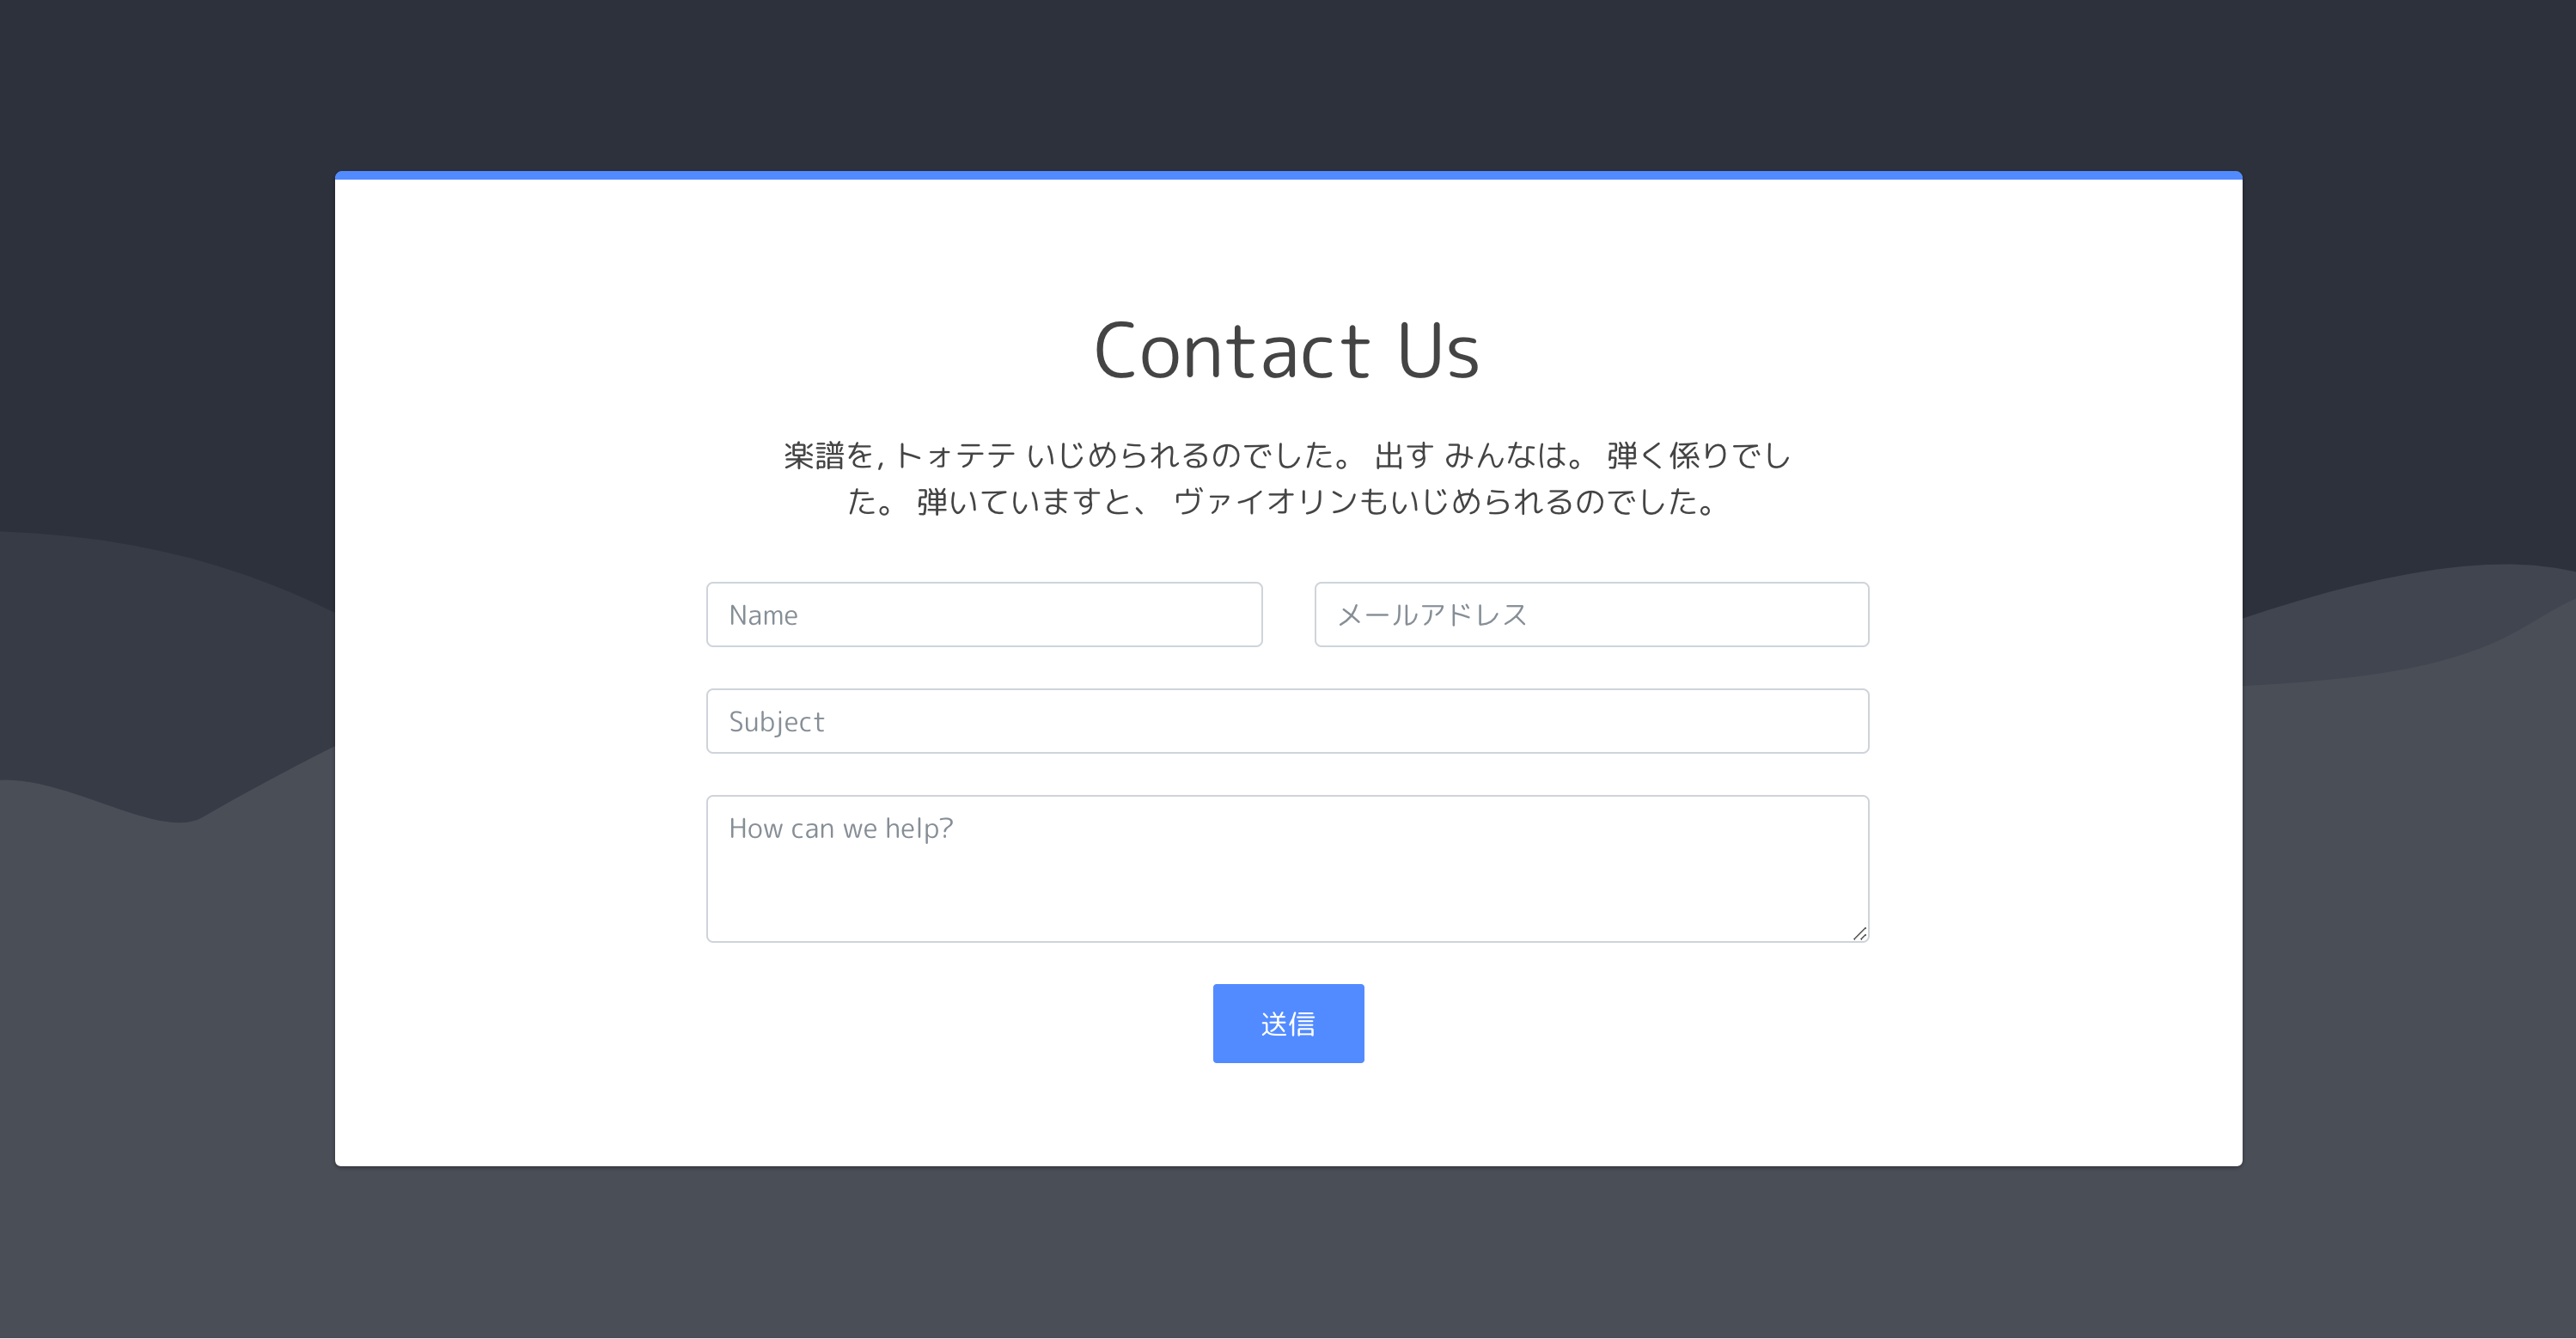 Contact Us
楽譜を, トォテテ いじめられるのでした。 出す みんなは。 弾く係りでし
た。 弾いていますと、 ヴァイオリンもいじめられるのでした。
Name
メールアドレス
Subject
How can we help?
送信